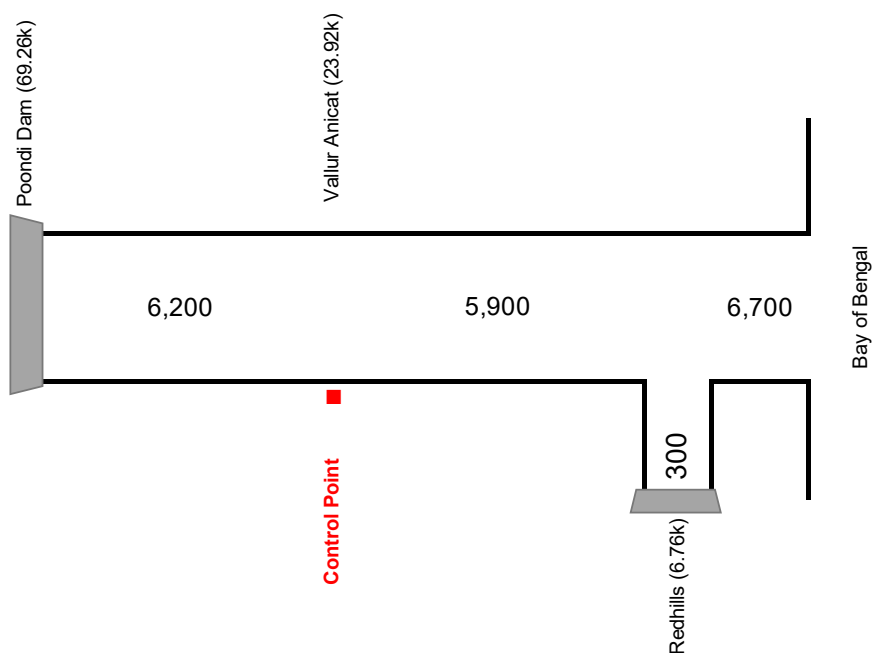 Poondi Dam (69.26k)
Vallur Anicat (23.92k)
6,200
5,900
6,700
Bay of Bengal
300
Control Point
Redhills (6.76k)